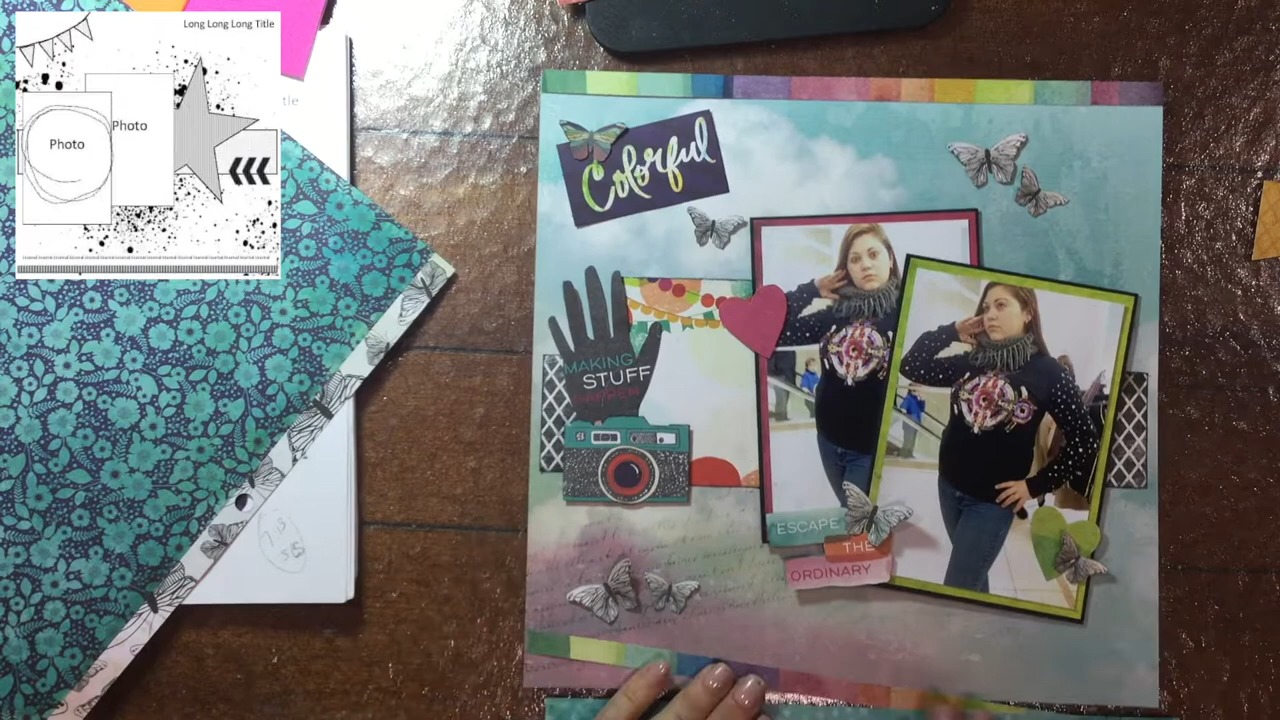 Long Long Long Title
Photo
Photo
Colorful
MAKING
STUFF
HAPPEN
ESCAPE
THE
ORDINARY